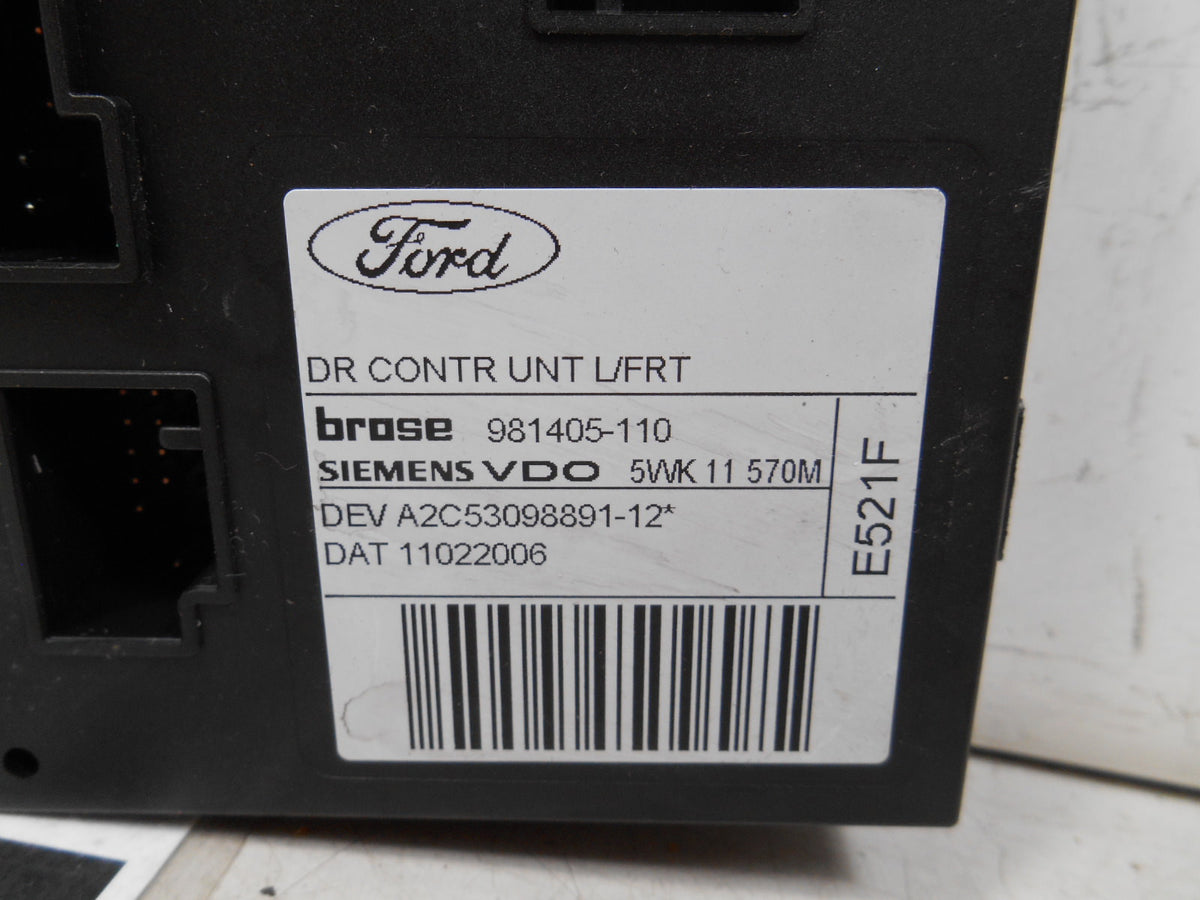 Ford
DR CONTR UNT L/FRT
brose 981405-110
SIEMENS VDO 5WK 11 570M
DEV A2C53098891-12*
DAT 11022006
E521F